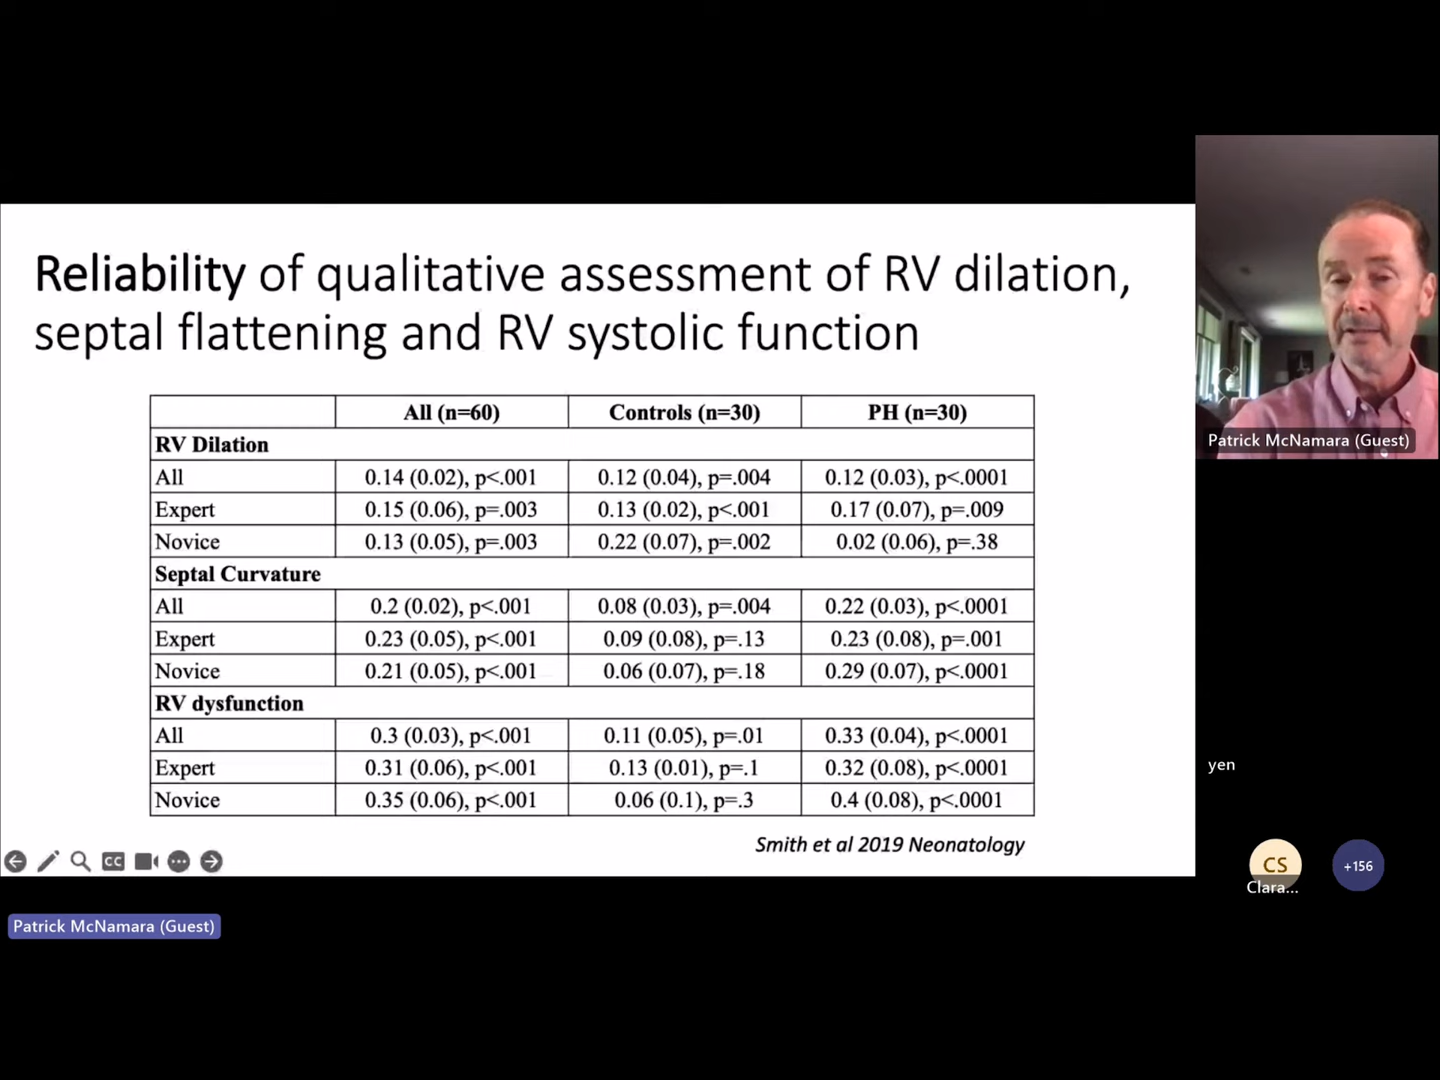 Reliability of qualitative assessment of RV dilation,
septal flattening and RV systolic function
All (n=60) Controls (n=30) PH (n=30)
RV Dilation
All 0.14 (0.02), p<.001 0.12 (0.04), p=.004 0.12 (0.03), p<.0001
Expert 0.15 (0.06), p=.003 0.13 (0.02), p<.001 0.17 (0.07), p=.009
Novice 0.13 (0.05), p=.003 0.22 (0.07), p=.002 0.02 (0.06), p=.38
Septal Curvature
All 0.2 (0.02), p<.001 0.08 (0.03), p=.004 0.22 (0.03), p<.0001
Expert 0.23 (0.05), p<.001 0.09 (0.08), p=.13 0.23 (0.08), p=.001
Novice 0.21 (0.05), p<.001 0.06 (0.07), p=.18 0.29 (0.07), p<.0001
RV dysfunction
All 0.3 (0.03), p<.001 0.11 (0.05), p=.01 0.33 (0.04), p<.0001
Expert 0.31 (0.06), p<.001 0.13 (0.01), p=.1 0.32 (0.08), p<.0001
Novice 0.35 (0.06), p<.001 0.06 (0.1), p=.3 0.4 (0.08), p<.0001
Smith et al 2019 Neonatology
CC
Patrick McNamara (Guest)
Patrick McNamara (Guest)
yen
CS
Clara...
+156